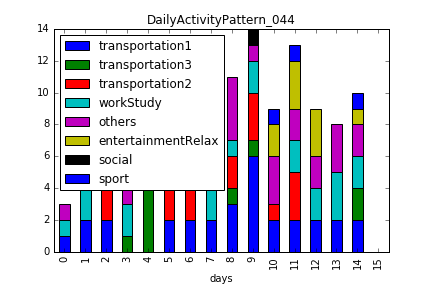 DailyActivityPattern_044
14
12
10
8
6
4
2
0
transportation1
transportation3
transportation2
workStudy
others
entertainmentRelax
social
sport
0 1 2 3 4 5 6 7 8 9 10 11 12 13 14 15
days